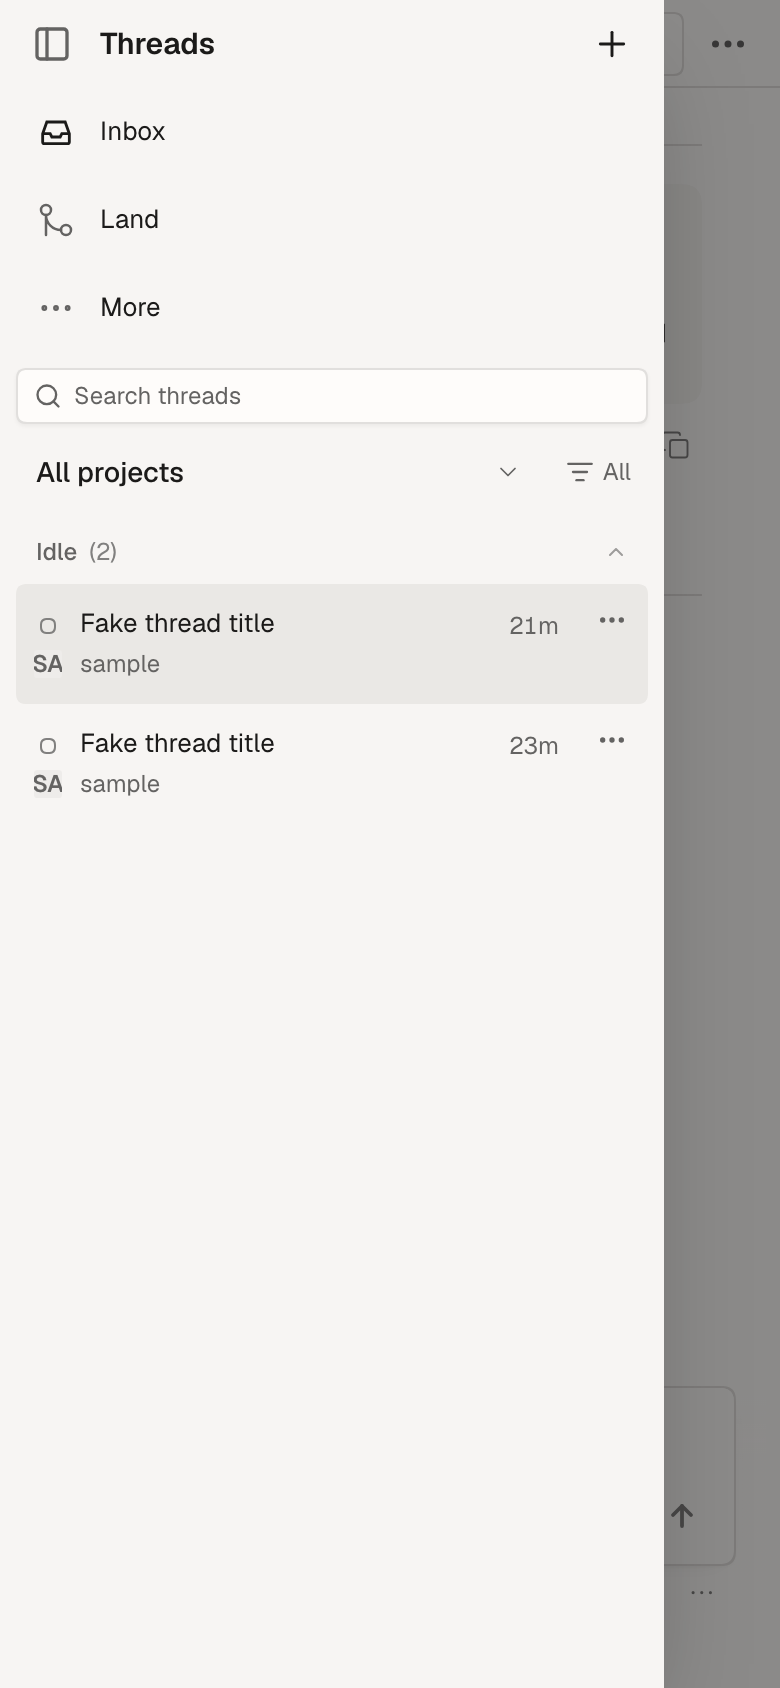 Threads
Inbox
Land
More
Search threads
All projects
All
Idle (2)
Fake thread title 21m
SA sample
Fake thread title 23m
SA sample